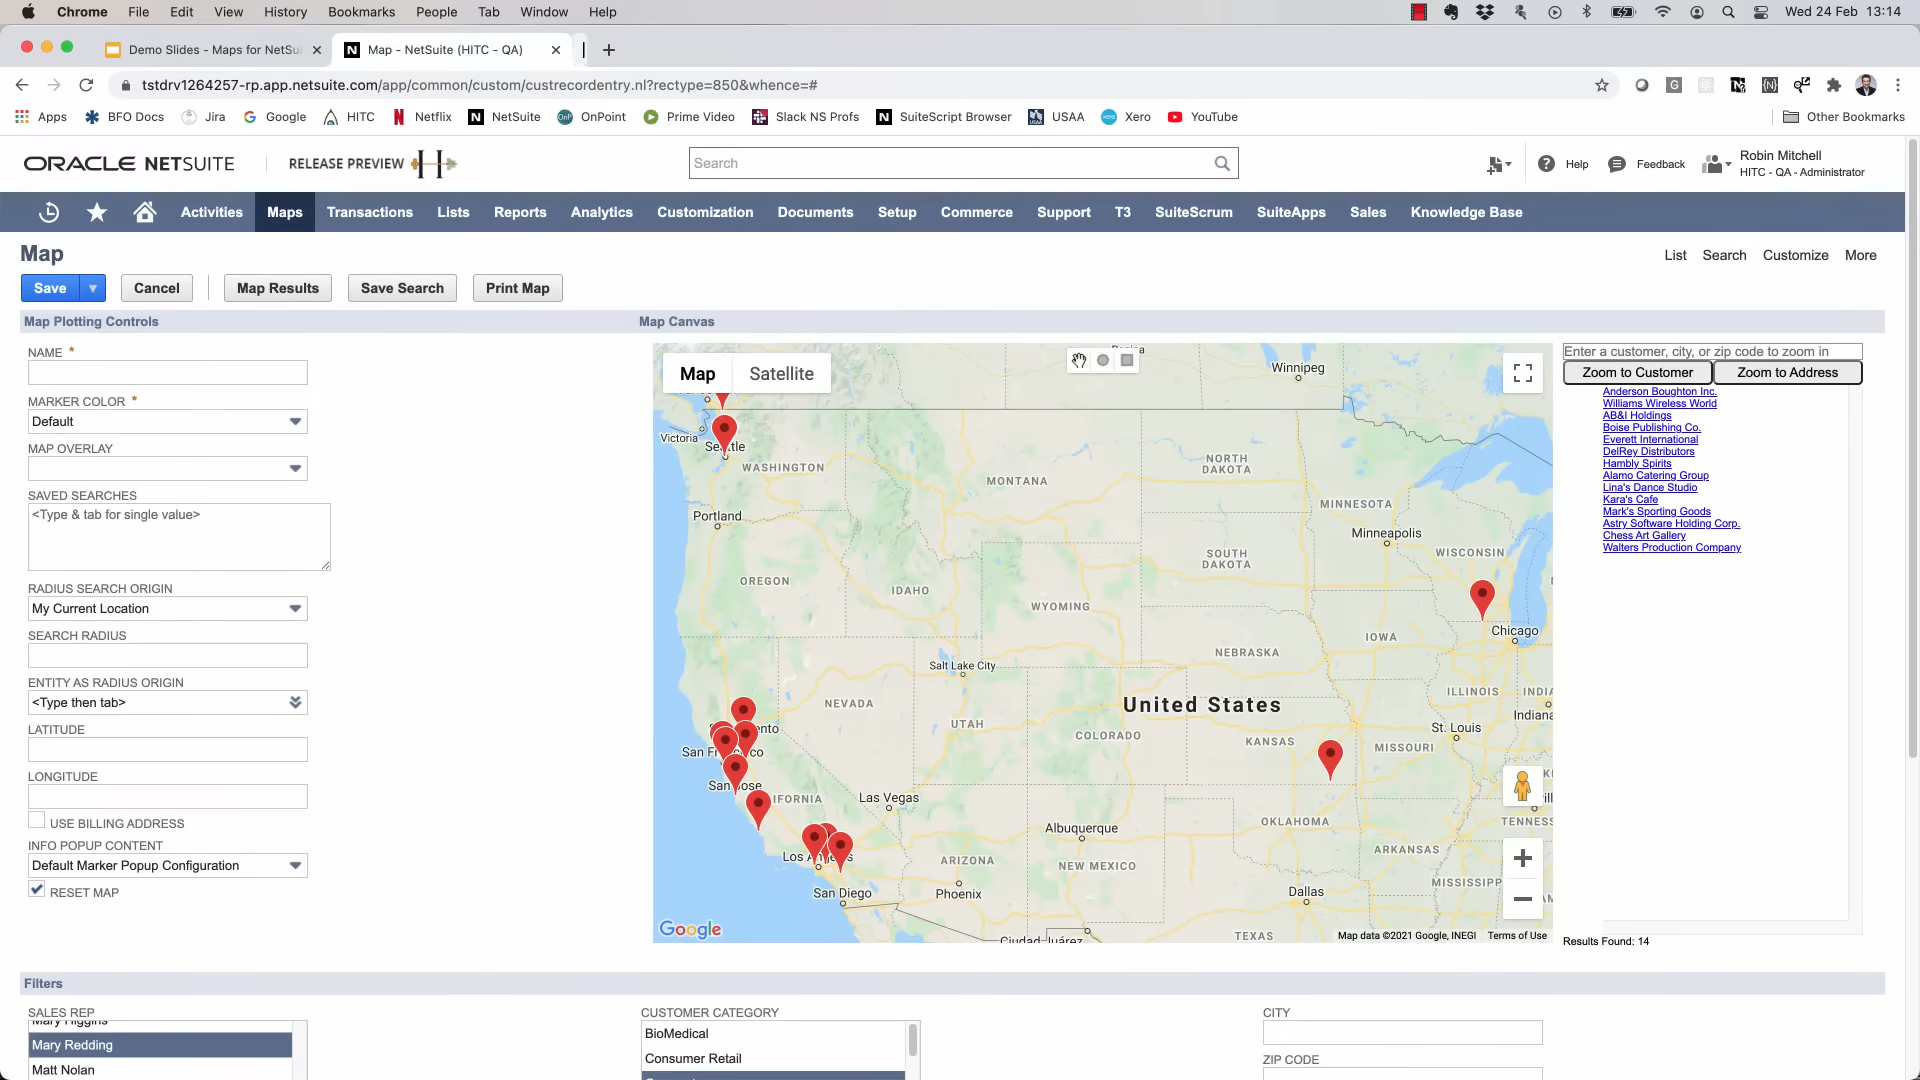 Chrome File Edit View History Bookmarks People Tab Window Help
Wed 24 Feb 13:14
Demo Slides - Maps for NetSui
Map - NetSuite (HITC - QA)
tstdrv1264257-rp.app.netsuite.com/app/common/custom/custrecordentry.nl?rectype=850&whence=#
Apps BFO Docs Jira Google HITC Netflix NetSuite OnPoint Prime Video Slack NS Profs SuiteScript Browser USAA Xero YouTube Other Bookmarks
ORACLE NETSUITE
RELEASE PREVIEW
Search
Help
Feedback
Robin Mitchell
HITC - QA - Administrator
Activities Maps Transactions Lists Reports Analytics Customization Documents Setup Commerce Support T3 SuiteScrum SuiteApps Sales Knowledge Base
Map
List Search Customize More
Save Cancel Map Results Save Search Print Map
Map Plotting Controls
NAME *
MARKER COLOR *
Default
MAP OVERLAY
SAVED SEARCHES
<Type & tab for single value>
RADIUS SEARCH ORIGIN
My Current Location
SEARCH RADIUS
ENTITY AS RADIUS ORIGIN
<Type then tab>
LATITUDE
LONGITUDE
USE BILLING ADDRESS
INFO POPUP CONTENT
Default Marker Popup Configuration
RESET MAP
Map Canvas
Map Satellite
Regina
Winnipeg
Victoria
Seattle
WASHINGTON
NORTH
DAKOTA
MONTANA
MINNESOTA
Portland
Minneapolis
SOUTH
DAKOTA
WISCONSIN
OREGON
IDAHO
WYOMING
Chicago
IOWA
NEBRASKA
Salt Lake City
ILLINOIS
INDIA
NEVADA
United States
Indiana
UTAH
St. Louis
COLORADO
KANSAS
MISSOURI
San Jose
Las Vegas
OKLAHOMA
TENNESS
Albuquerque
ARKANSAS
ARIZONA
NEW MEXICO
MISSISSIPP
San Diego
Phoenix
Dallas
Google
Ciudad Juárez
TEXAS
Map data ©2021 Google, INEGI Terms of Use
Enter a customer, city, or zip code to zoom in
Zoom to Customer Zoom to Address
Anderson Boughton Inc.
Williams Wireless World
AB&I Holdings
Boise Publishing Co.
Everett International
DelRey Distributors
Hambly Spirits
Alamo Catering Group
Lina's Dance Studio
Kara's Cafe
Mark's Sporting Goods
Astry Software Holding Corp.
Chess Art Gallery
Walters Production Company
Results Found: 14
Filters
SALES REP
Mary Higgins
Mary Redding
Matt Nolan
CUSTOMER CATEGORY
BioMedical
Consumer Retail
CITY
ZIP CODE